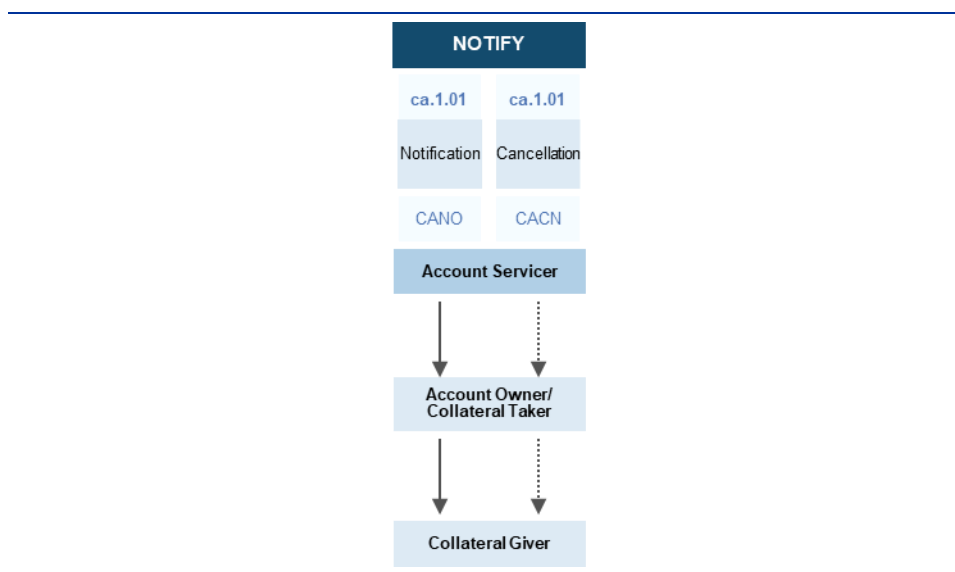 NOTIFY
ca.1.01 ca.1.01
Notification Cancellation
CANO CACN
Account Servicer
Account Owner/
Collateral Taker
Collateral Giver